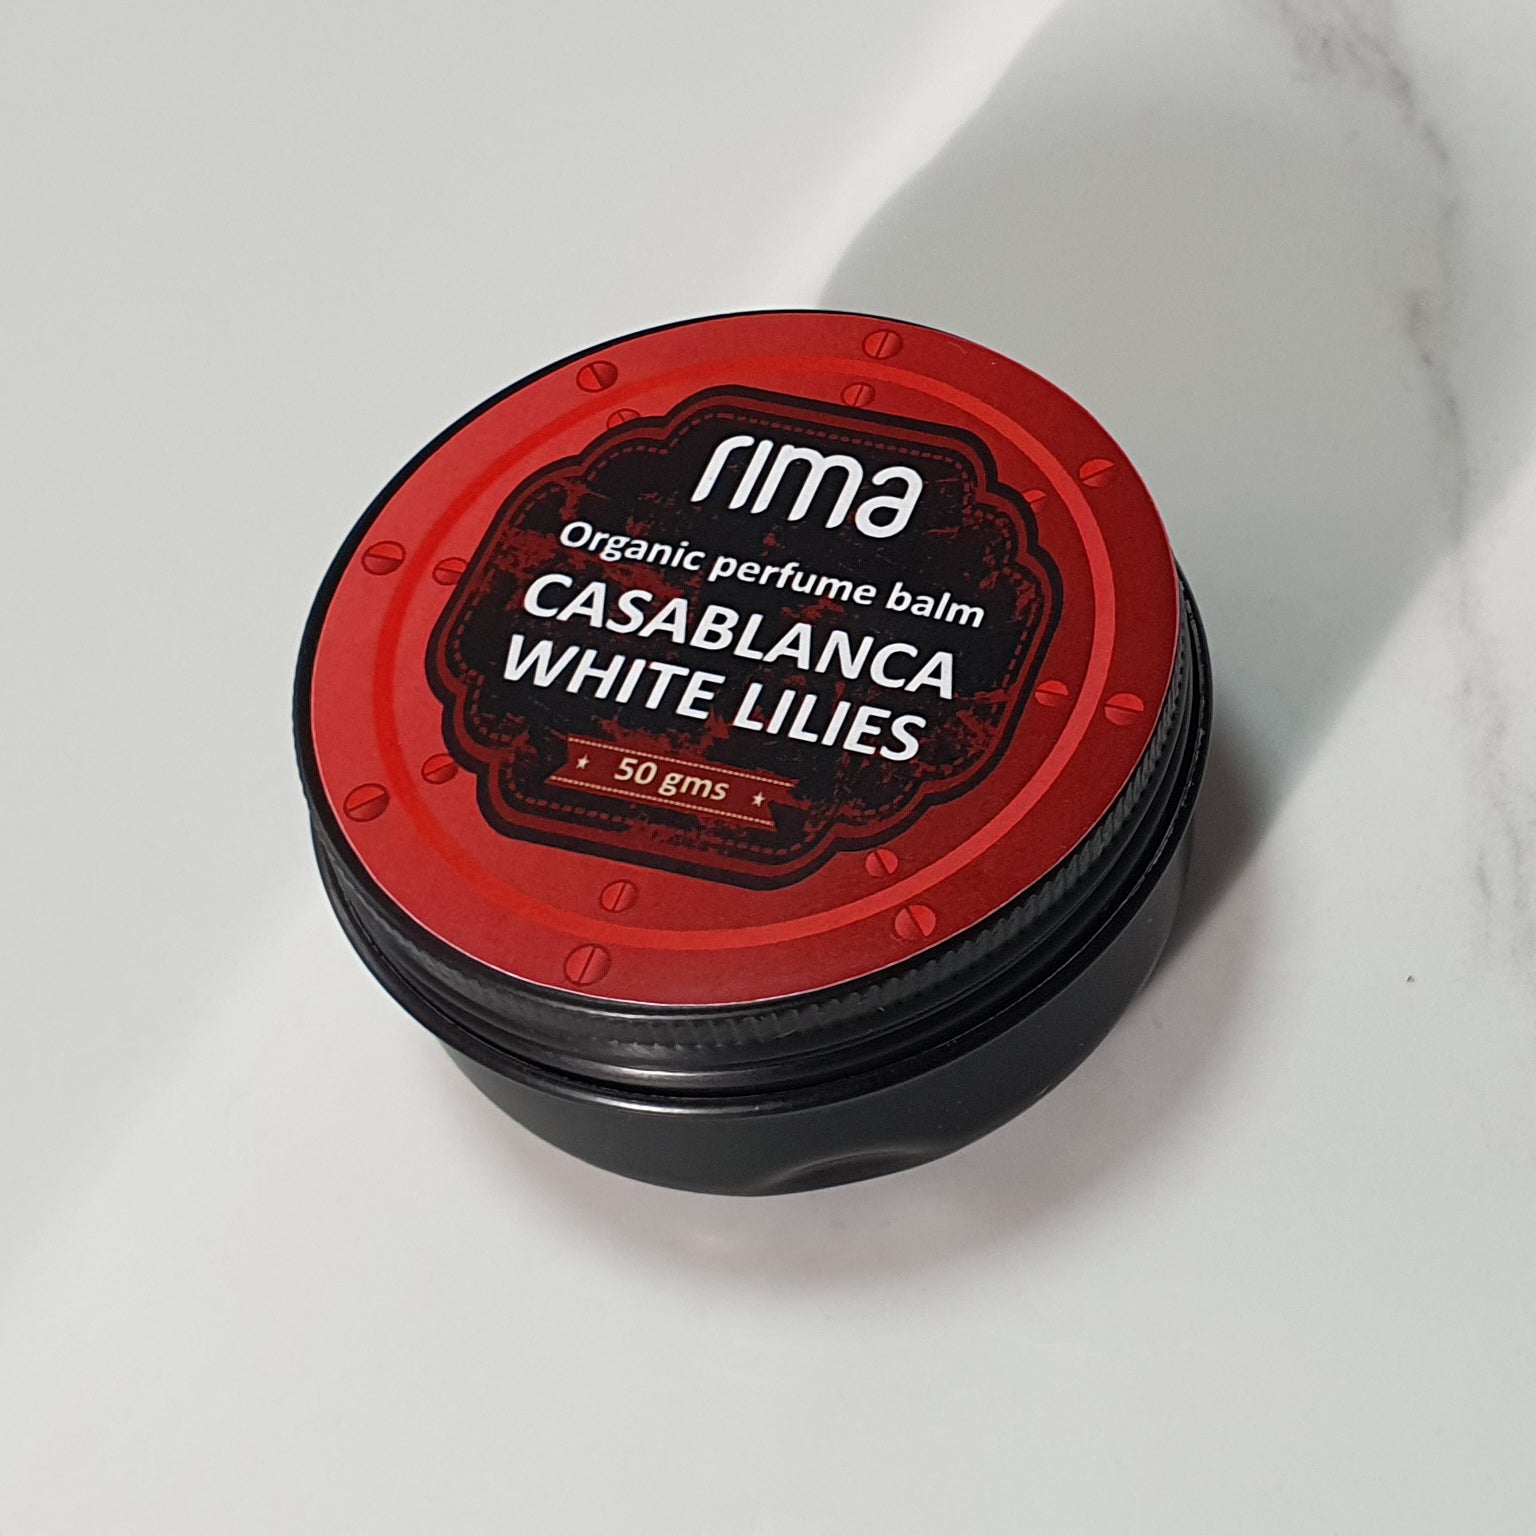 rima
Organic perfume balm
CASABLANCA
WHITE LILIES
50 gms